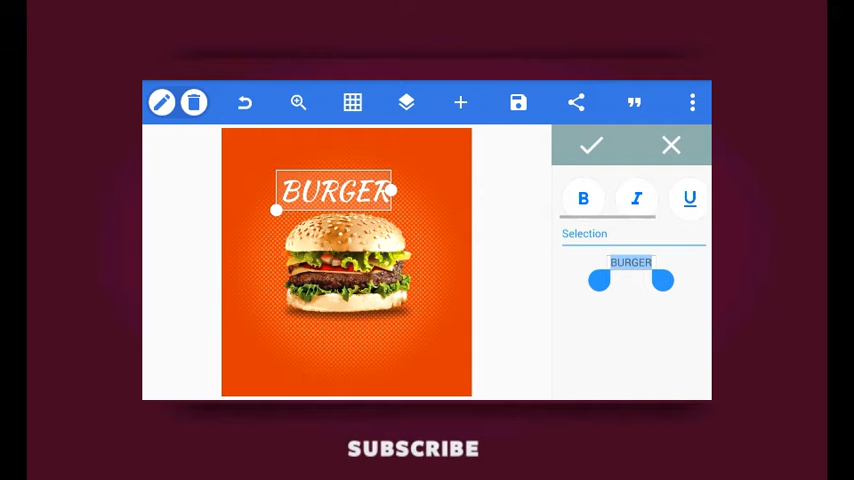 BURGER
B I U
Selection
BURGER
SUBSCRIBE